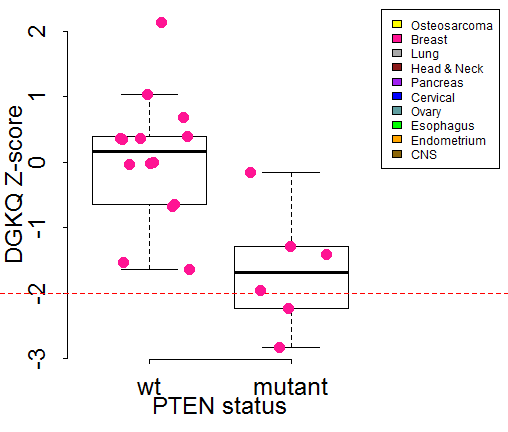 DGKQ Z-score
2
1
0
-1
-2
-3
wt mutant
PTEN status
Osteosarcoma
Breast
Lung
Head & Neck
Pancreas
Cervical
Ovary
Esophagus
Endometrium
CNS